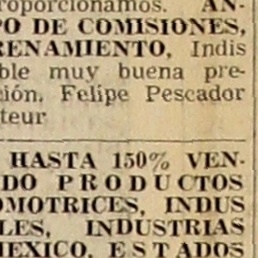 roporcionamos. AN-
PO DE COMISIONES,
RENAMIENTO, Indis
ble muy buena pre-
ción, Felipe Pescador
teur
HASTA 150% VEN-
DO PRODUCTOS
OMOTRICES, INDUS
LES, INDUSTRIAS
MEXICO, ESTADOS